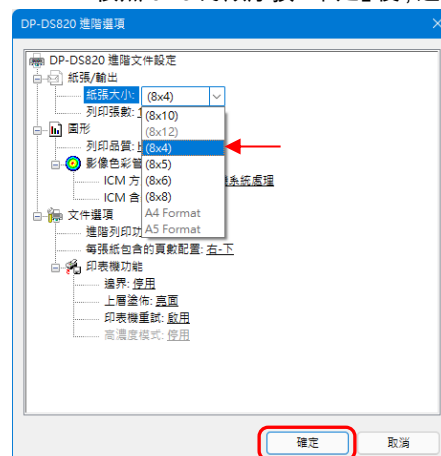 DP-DS820 進階選項
DP-DS820 進階文件設定
紙張/輸出
紙張大小: (8x4)
列印張數:
(8x10)
圖形
(8x12)
列印品質:
(8x4)
影像色彩管
(8x5)
ICM 方
(8x6)
系統處理
ICM 含
(8x8)
文件選項
A4 Format
進階列印功
A5 Format
每張紙包含的頁數配置: 右-下
印表機功能
邊界: 停用
上層塗佈: 亮面
印表機重試: 啟用
高濃度模式: 停用
確定
取消